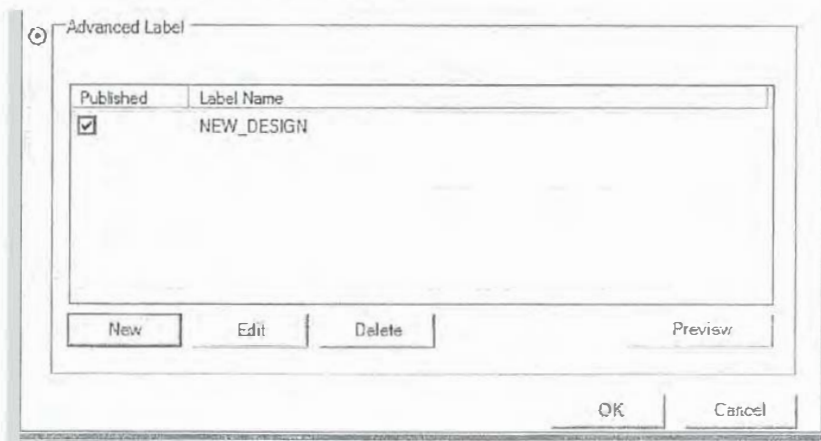 Advanced Label
Published Label Name
NEW_DESIGN
New Edit Delete Preview
OK Cancel